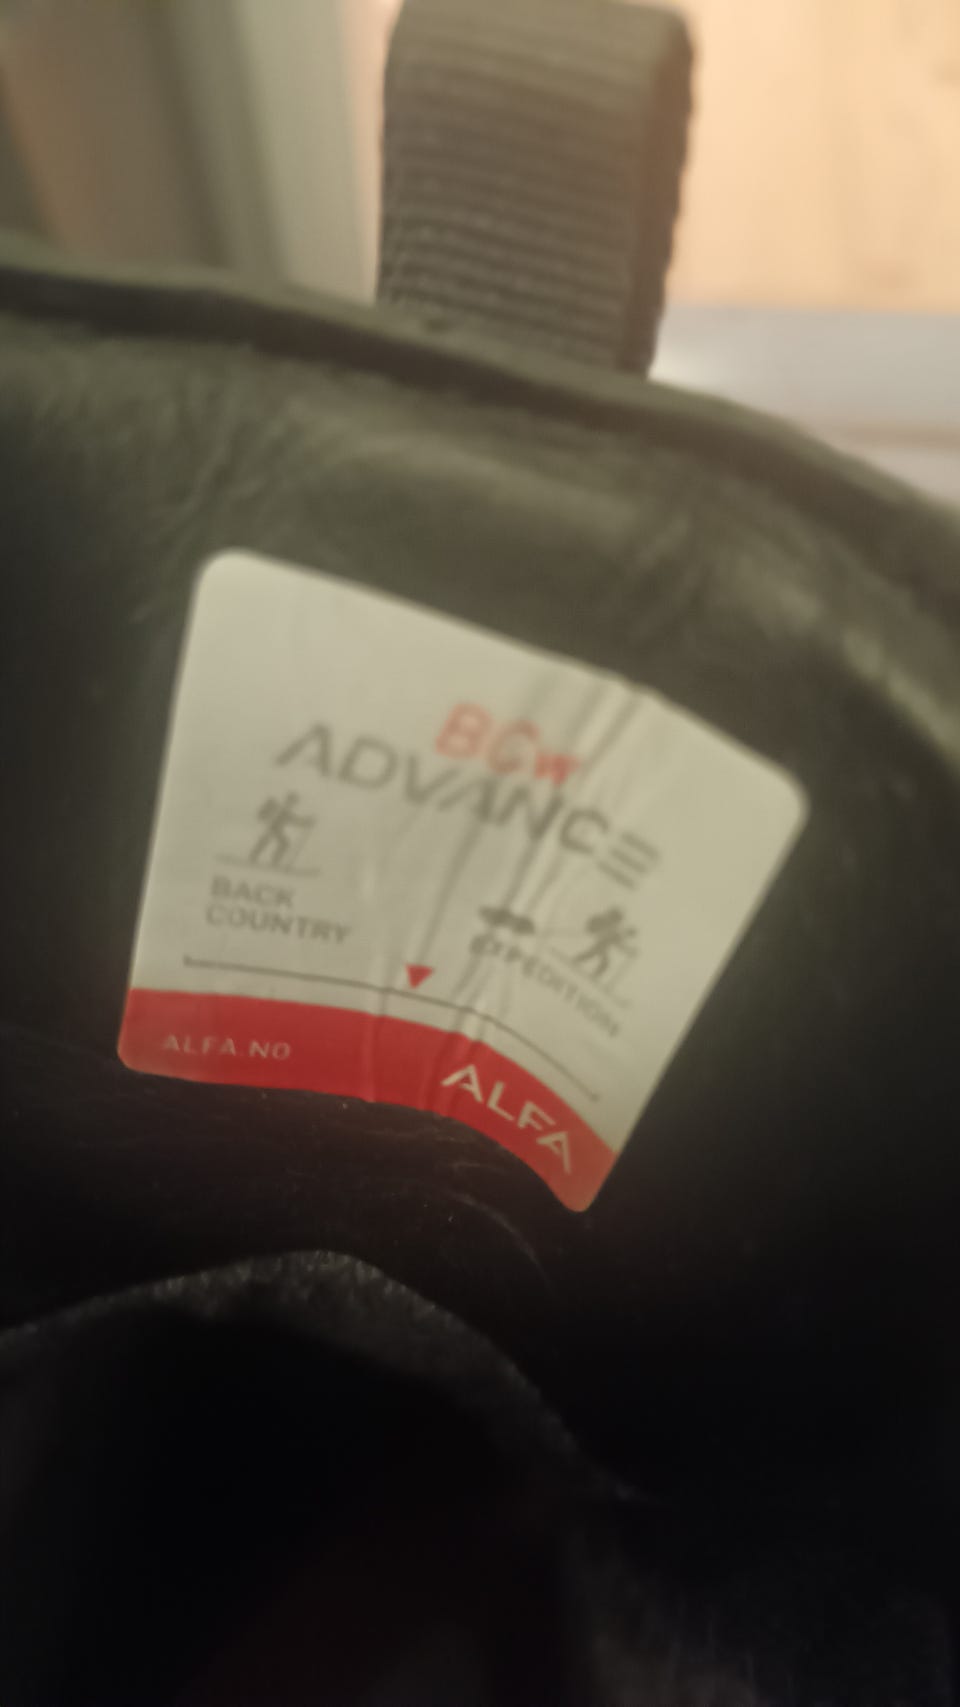 BCW
ADVANCE
BACK
COUNTRY
EXPEDITION
ALFA.NO
ALFA